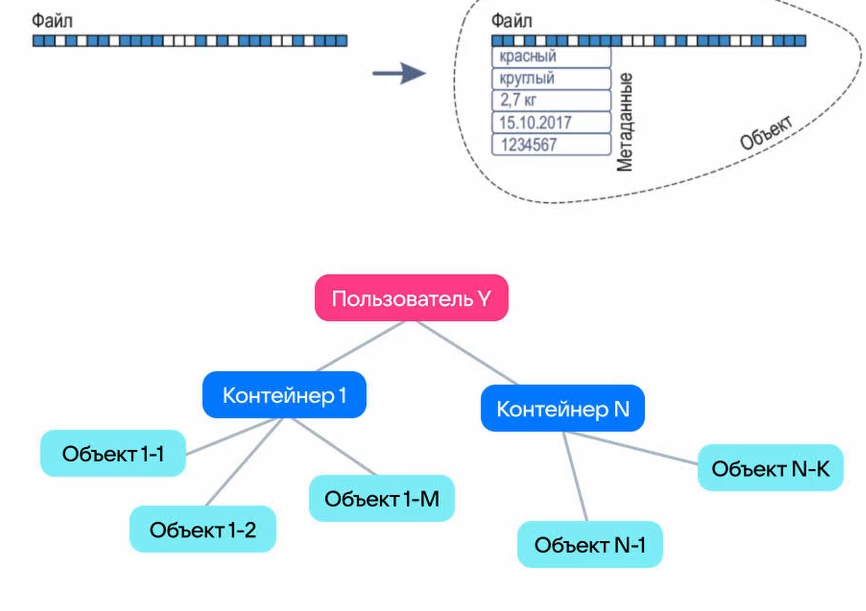 Файл
Файл
красный
круглый
2,7 кг
15.10.2017
1234567
Метаданные
Объект
Пользователь Y
Контейнер 1
Контейнер N
Объект 1-1
Объект N-K
Объект 1-M
Объект 1-2
Объект N-1